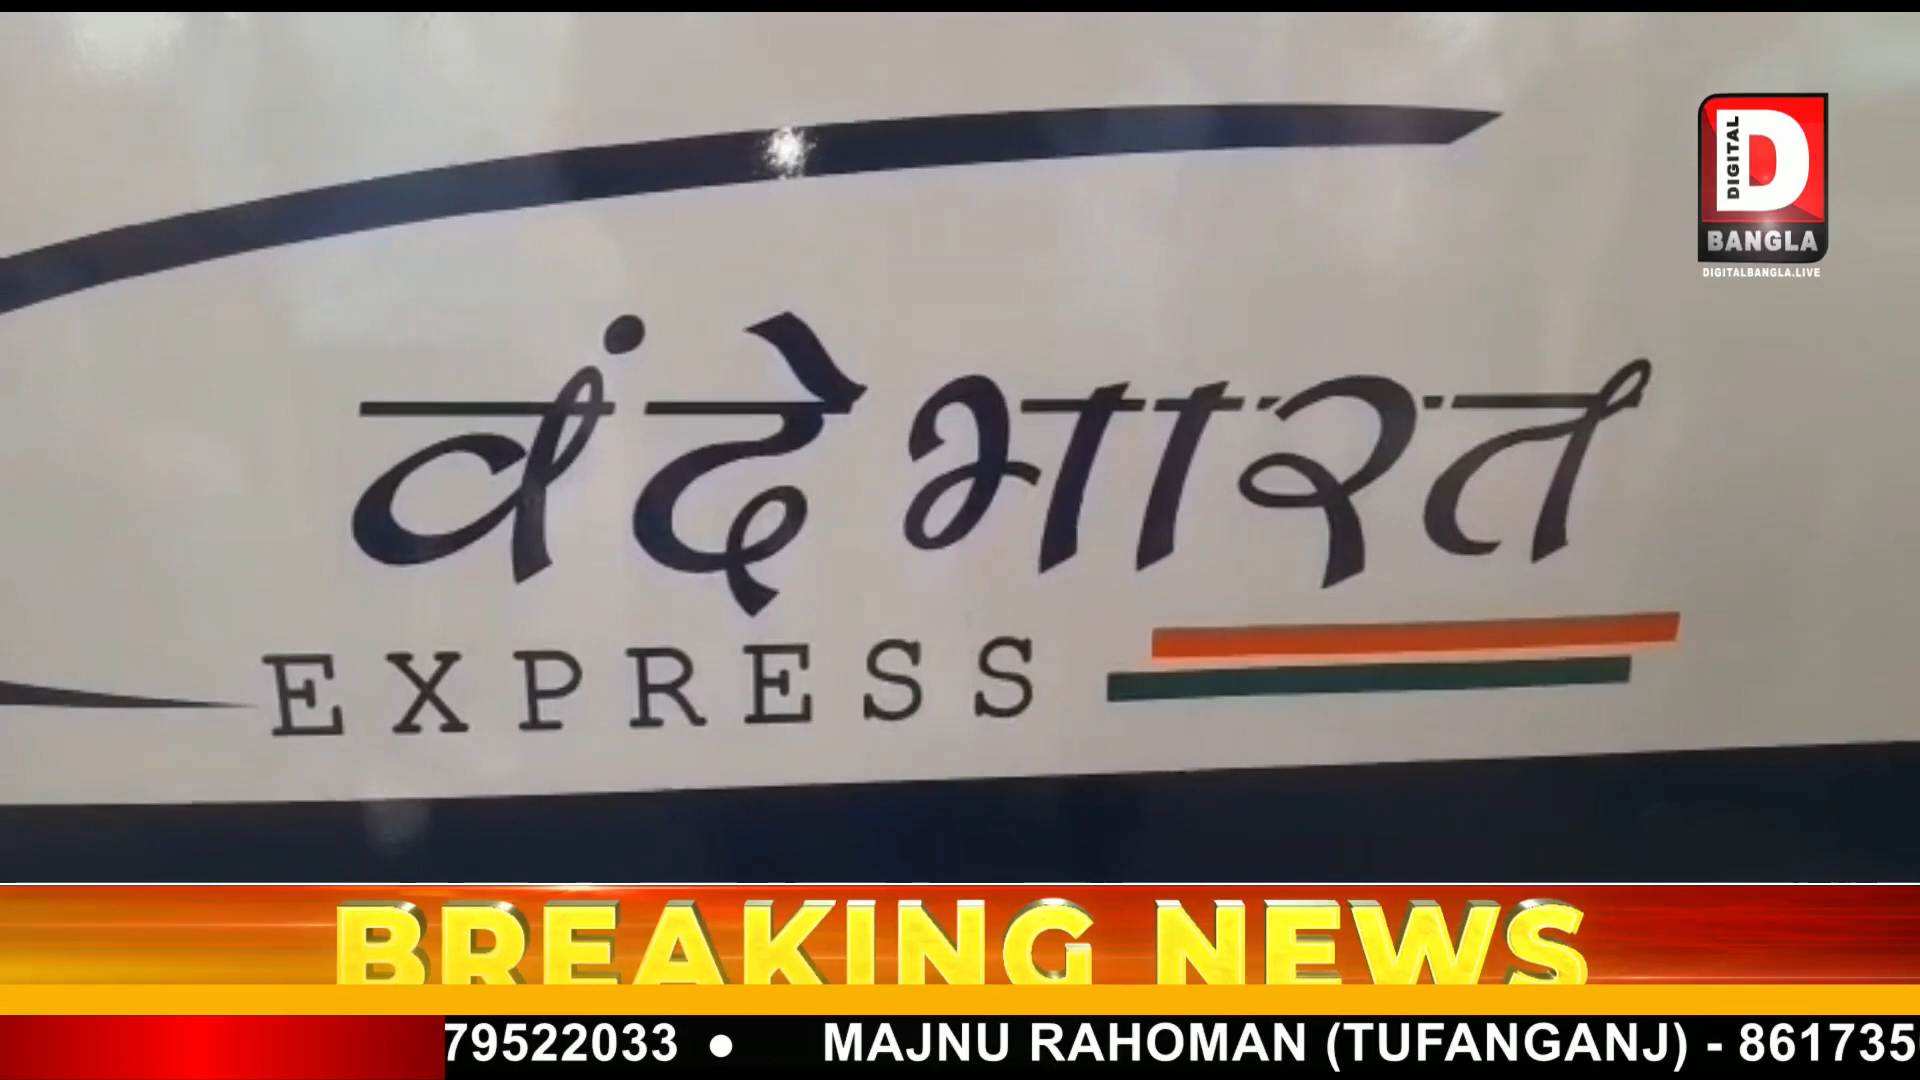 DIGITAL
D
BANGLA
DIGITALBANGLA.LIVE
वंदे भारत
EXPRESS
BREAKING NEWS
79522033 • MAJNU RAHOMAN (TUFANGANJ) - 861735